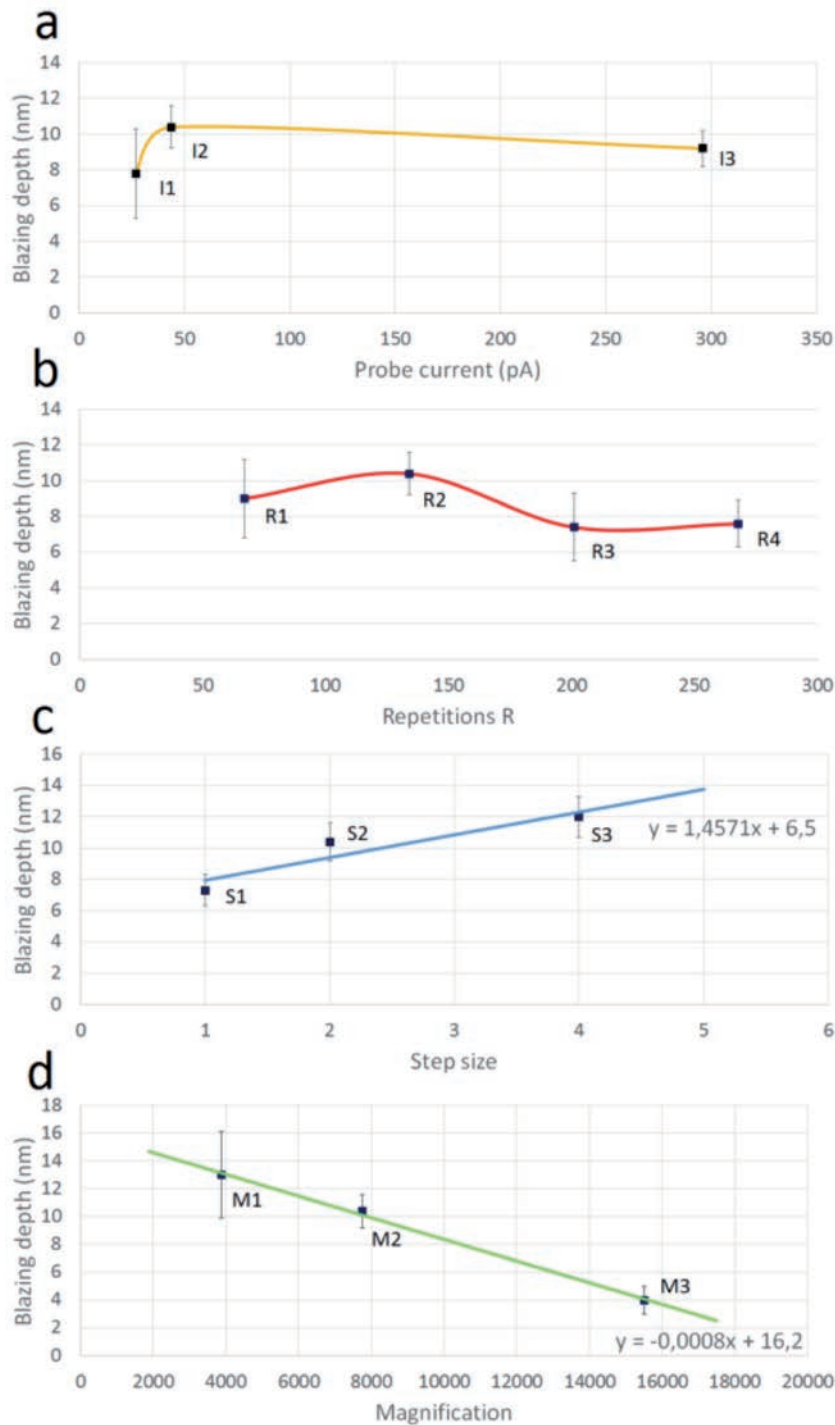 a
Blazing depth (nm)
14
12
10
8
6
4
2
0
I1
I2
I3
0 50 100 150 200 250 300 350
Probe current (pA)
b
Blazing depth (nm)
14
12
10
8
6
4
2
0
R1
R2
R3
R4
0 50 100 150 200 250 300
Repetitions R
c
Blazing depth (nm)
16
14
12
10
8
6
4
2
0
S1
S2
S3
y = 1,4571x + 6,5
0 1 2 3 4 5 6
Step size
d
Blazing depth (nm)
18
16
14
12
10
8
6
4
2
0
M1
M2
M3
y = -0,0008x + 16,2
0 2000 4000 6000 8000 10000 12000 14000 16000 18000 20000
Magnification